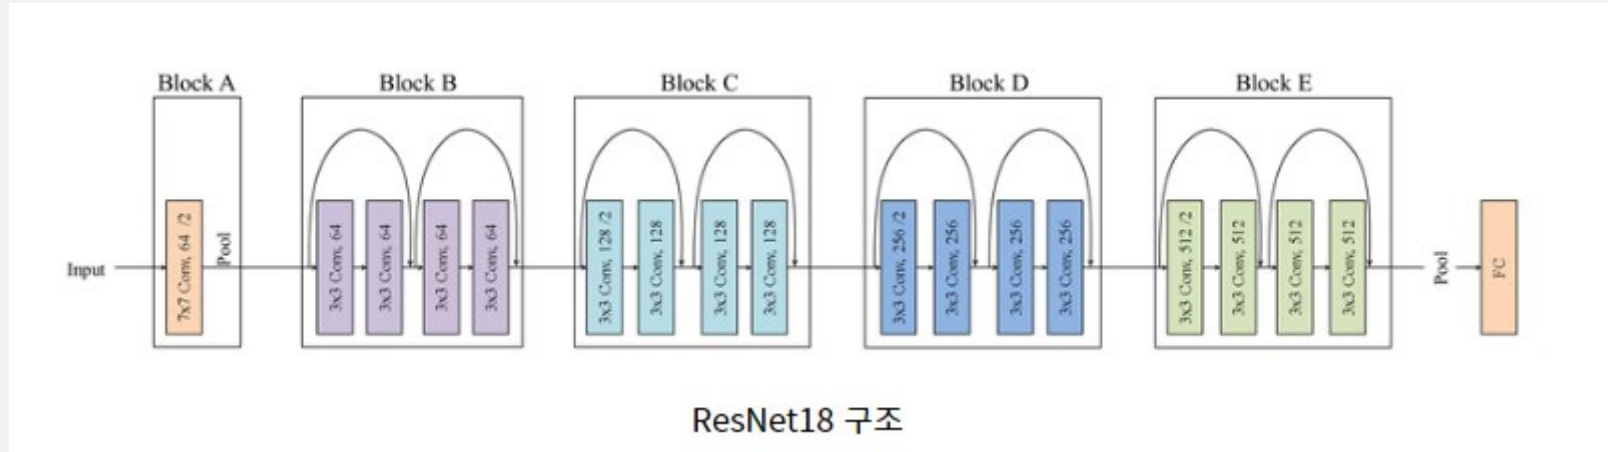 Block A
Block B
Block C
Block D
Block E
Input
7x7 Conv, 64 /2
Pool
3x3 Conv, 64
3x3 Conv, 64
3x3 Conv, 64
3x3 Conv, 64
3x3 Conv, 128 /2
3x3 Conv, 128
3x3 Conv, 128
3x3 Conv, 128
3x3 Conv, 256 /2
3x3 Conv, 256
3x3 Conv, 256
3x3 Conv, 256
3x3 Conv, 512 /2
3x3 Conv, 512
3x3 Conv, 512
3x3 Conv, 512
Pool
FC
ResNet18 구조